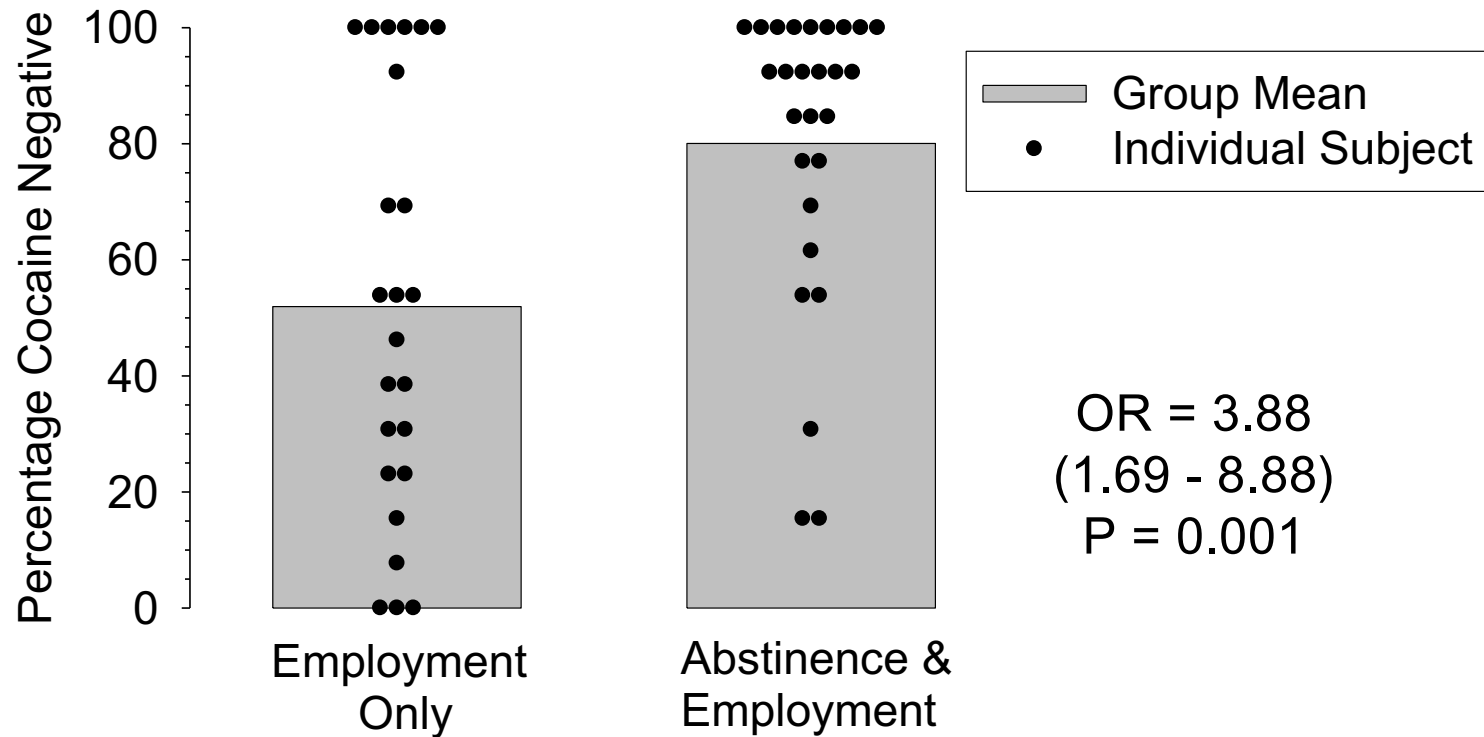 Percentage Cocaine Negative
100
80
60
40
20
0
Employment
Only
Abstinence &
Employment
Group Mean
Individual Subject
OR = 3.88
(1.69 - 8.88)
P = 0.001